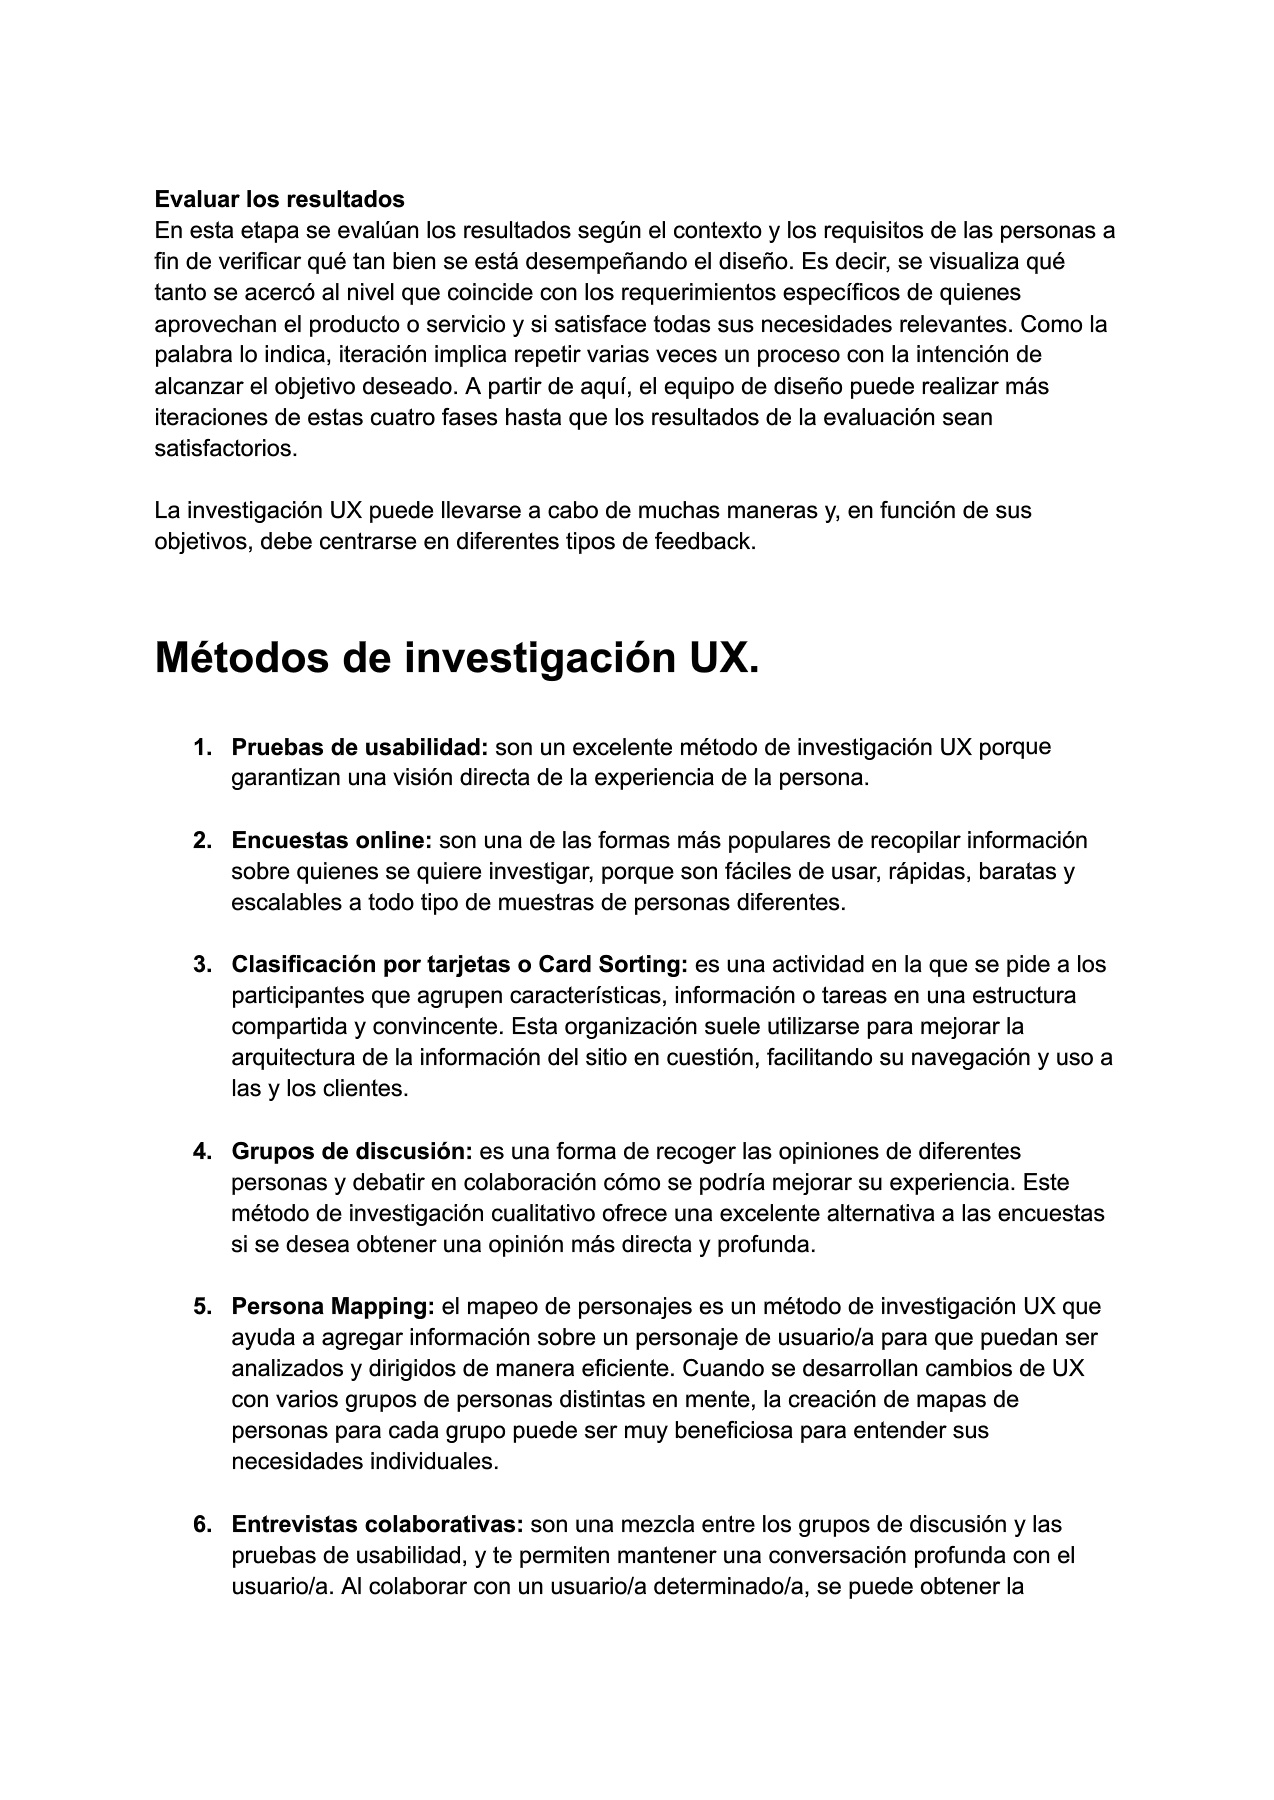 Evaluar los resultados
En esta etapa se evalúan los resultados según el contexto y los requisitos de las personas a
fin de verificar qué tan bien se está desempeñando el diseño. Es decir, se visualiza qué
tanto se acercó al nivel que coincide con los requerimientos específicos de quienes
aprovechan el producto o servicio y si satisface todas sus necesidades relevantes. Como la
palabra lo indica, iteración implica repetir varias veces un proceso con la intención de
alcanzar el objetivo deseado. A partir de aquí, el equipo de diseño puede realizar más
iteraciones de estas cuatro fases hasta que los resultados de la evaluación sean
satisfactorios.
La investigación UX puede llevarse a cabo de muchas maneras y, en función de sus
objetivos, debe centrarse en diferentes tipos de feedback.
Métodos de investigación UX.
1. Pruebas de usabilidad: son un excelente método de investigación UX porque
garantizan una visión directa de la experiencia de la persona.
2. Encuestas online: son una de las formas más populares de recopilar información
sobre quienes se quiere investigar, porque son fáciles de usar, rápidas, baratas y
escalables a todo tipo de muestras de personas diferentes.
3. Clasificación por tarjetas o Card Sorting: es una actividad en la que se pide a los
participantes que agrupen características, información o tareas en una estructura
compartida y convincente. Esta organización suele utilizarse para mejorar la
arquitectura de la información del sitio en cuestión, facilitando su navegación y uso a
las y los clientes.
4. Grupos de discusión: es una forma de recoger las opiniones de diferentes
personas y debatir en colaboración cómo se podría mejorar su experiencia. Este
método de investigación cualitativo ofrece una excelente alternativa a las encuestas
si se desea obtener una opinión más directa y profunda.
5. Persona Mapping: el mapeo de personajes es un método de investigación UX que
ayuda a agregar información sobre un personaje de usuario/a para que puedan ser
analizados y dirigidos de manera eficiente. Cuando se desarrollan cambios de UX
con varios grupos de personas distintas en mente, la creación de mapas de
personas para cada grupo puede ser muy beneficiosa para entender sus
necesidades individuales.
6. Entrevistas colaborativas: son una mezcla entre los grupos de discusión y las
pruebas de usabilidad, y te permiten mantener una conversación profunda con el
usuario/a. Al colaborar con un usuario/a determinado/a, se puede obtener la